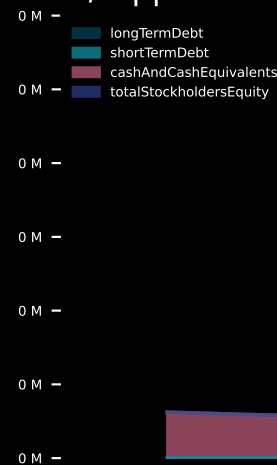 0 M
longTermDebt
shortTermDebt
cashAndCashEquivalents
0 M
totalStockholdersEquity
0 M
0 M
0 M
0 M
0 M